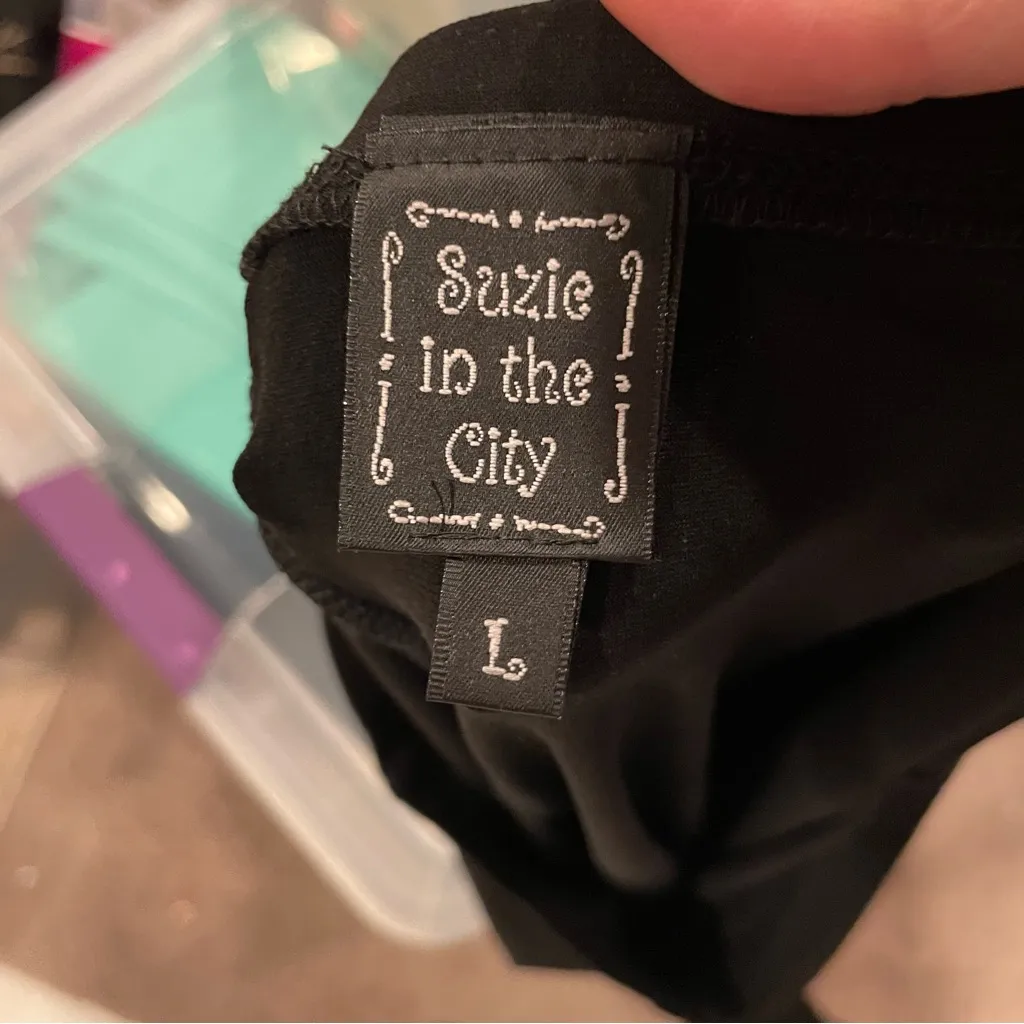 Suzie
in the
City
L